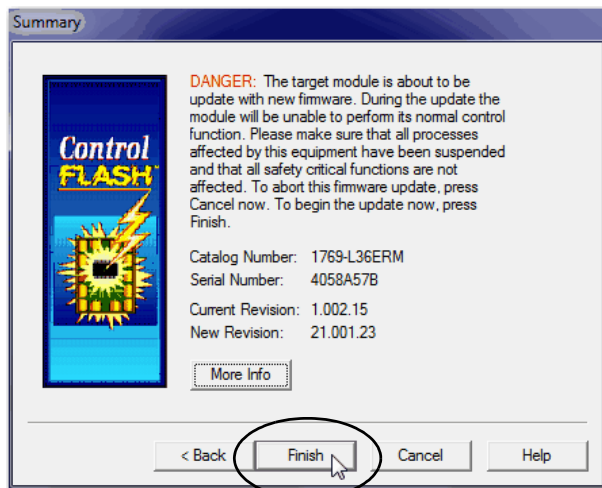 Summary
Control
FLASH
DANGER: The target module is about to be
update with new firmware. During the update the
module will be unable to perform its normal control
function. Please make sure that all processes
affected by this equipment have been suspended
and that all safety critical functions are not
affected. To abort this firmware update, press
Cancel now. To begin the update now, press
Finish.
Catalog Number: 1769-L36ERM
Serial Number: 4058A57B
Current Revision: 1.002.15
New Revision: 21.001.23
More Info
< Back Finish Cancel Help